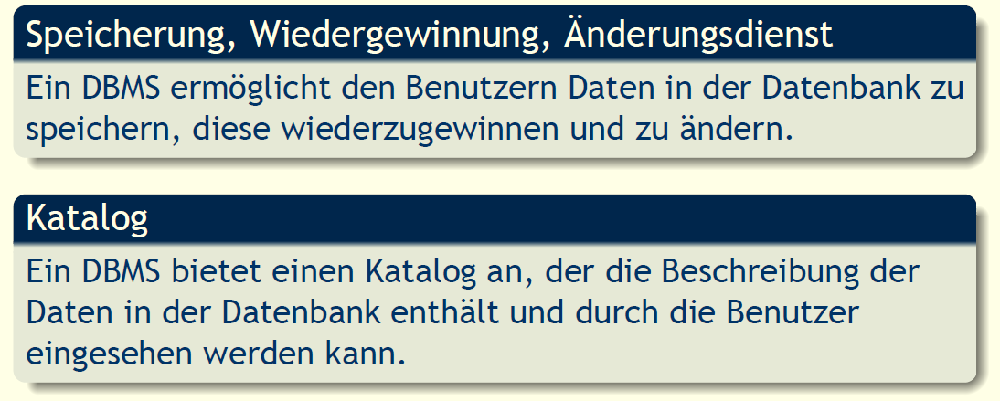 Speicherung, Wiedergewinnung, Änderungsdienst
Ein DBMS ermöglicht den Benutzern Daten in der Datenbank zu
speichern, diese wiederzugewinnen und zu ändern.
Katalog
Ein DBMS bietet einen Katalog an, der die Beschreibung der
Daten in der Datenbank enthält und durch die Benutzer
eingesehen werden kann.